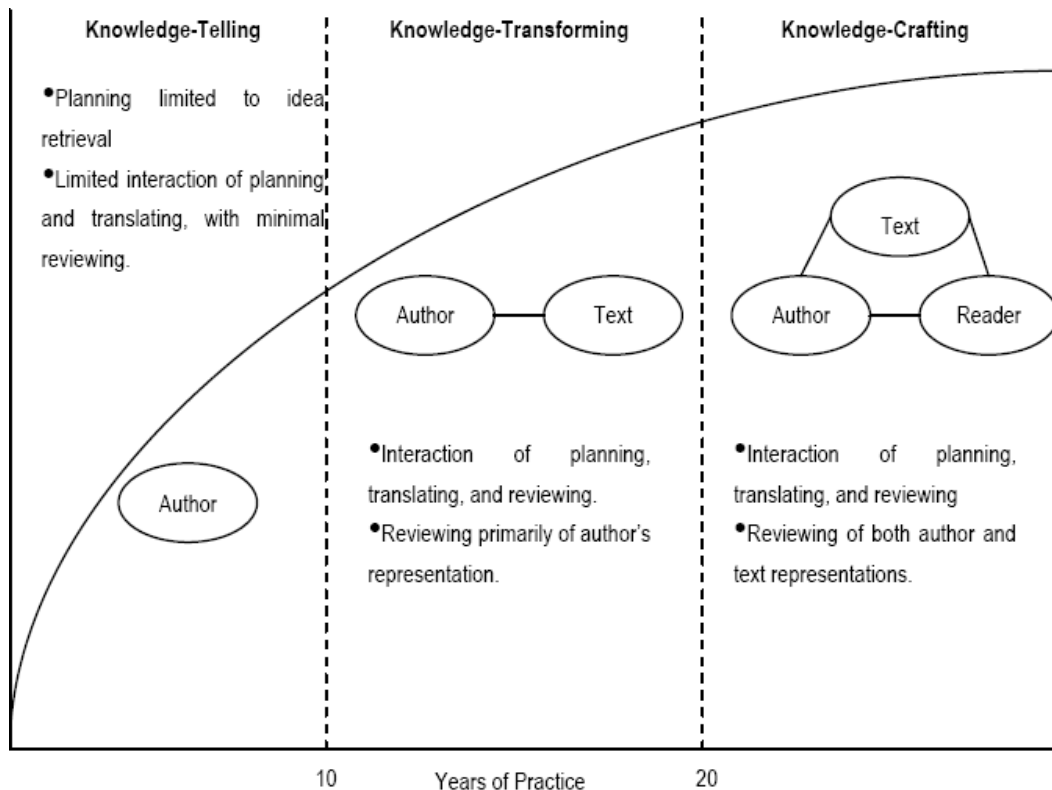 Knowledge-Telling
•Planning limited to idea
retrieval
•Limited interaction of planning
and translating, with minimal
reviewing.
Author
Knowledge-Transforming
Author
Text
•Interaction of planning,
translating, and reviewing.
•Reviewing primarily of author’s
representation.
Knowledge-Crafting
Text
Author
Reader
•Interaction of planning,
translating, and reviewing
•Reviewing of both author and
text representations.
10
Years of Practice
20